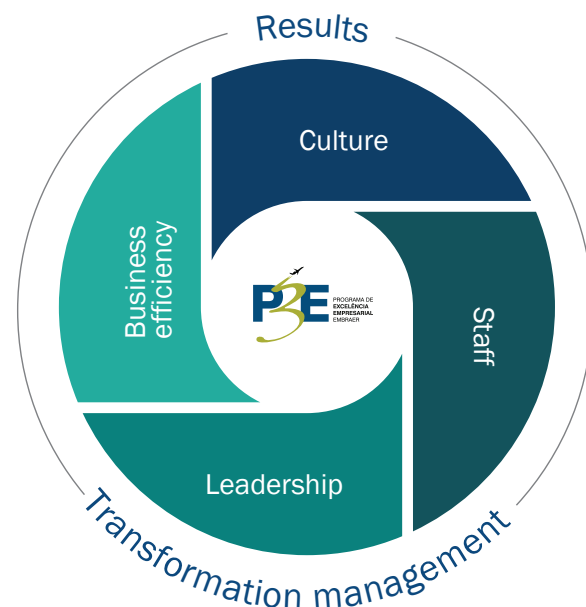 Results
Culture
Staff
Leadership
Business
efficiency
P3E
PROGRAMA DE
EXCELÊNCIA
EMPRESARIAL
EMBRAER
Transformation management